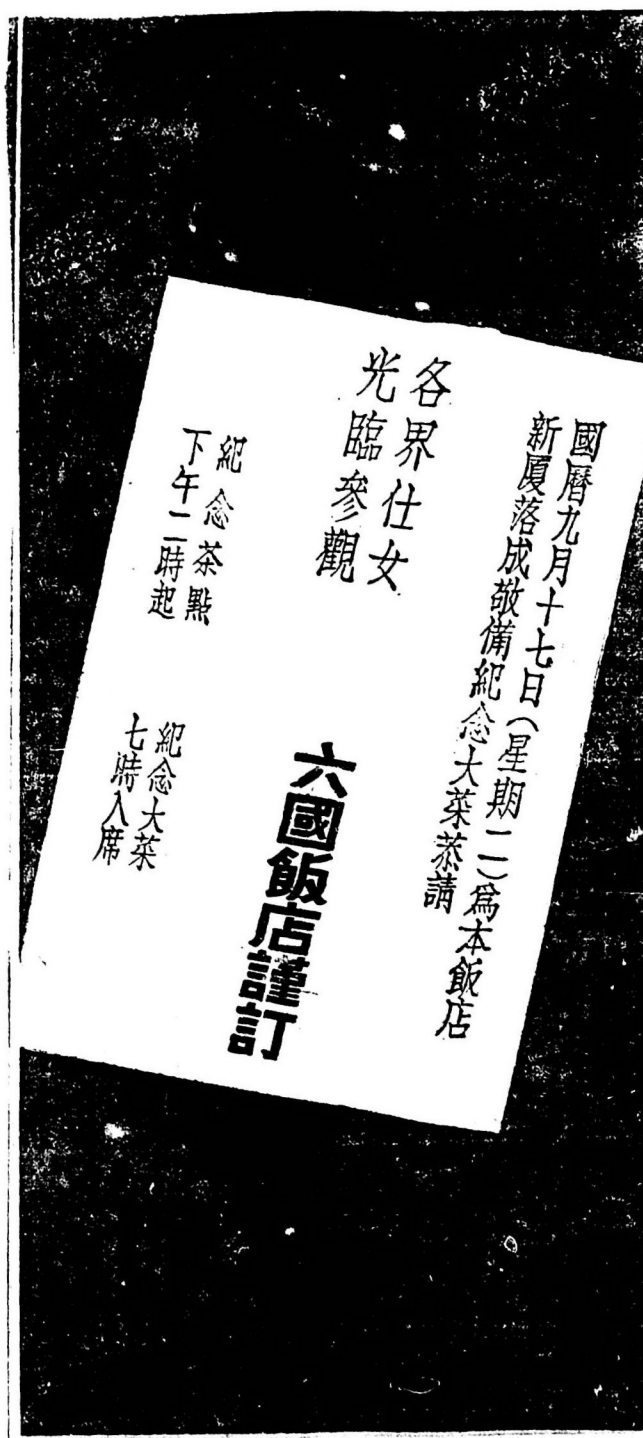 國曆九月十七日（星期二）爲本飯店
新廈落成敬備紀念大菜恭請
各界仕女
光臨參觀
六國飯店謹訂
紀念茶點
下午二時起
紀念大菜
七時入席